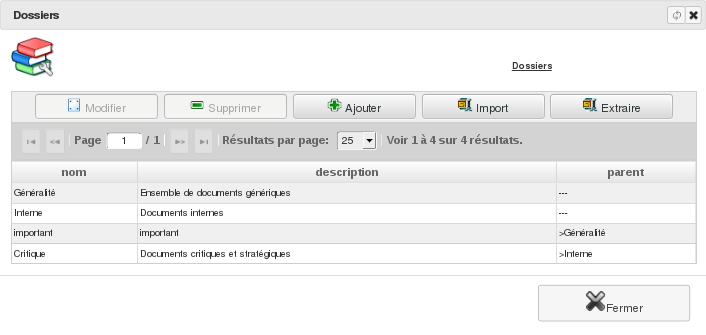 Dossiers
Dossiers
Modifier Supprimer Ajouter Import Extraire
Page 1 / 1 Résultats par page: 25 Voir 1 à 4 sur 4 résultats.
nom description parent
Généralité Ensemble de documents génériques ---
Interne Documents internes ---
important important >Généralité
Critique Documents critiques et stratégiques >Interne
Fermer